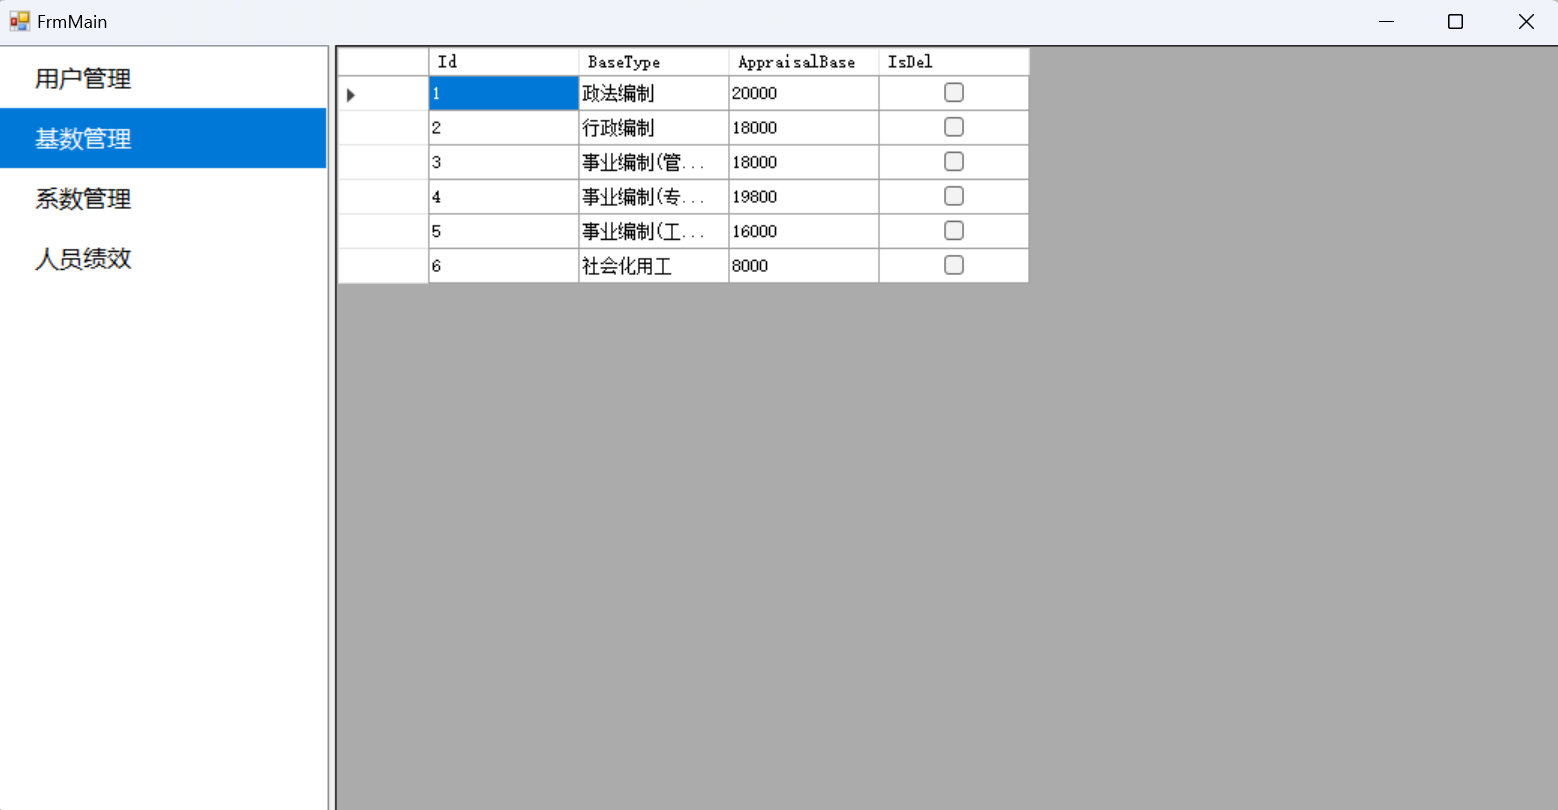 FrmMain
用户管理
基数管理
系数管理
人员绩效
Id BaseType AppraisalBase IsDel
1 政法编制 20000
2 行政编制 18000
3 事业编制(管... 18000
4 事业编制(专... 19800
5 事业编制(工... 16000
6 社会化用工 8000